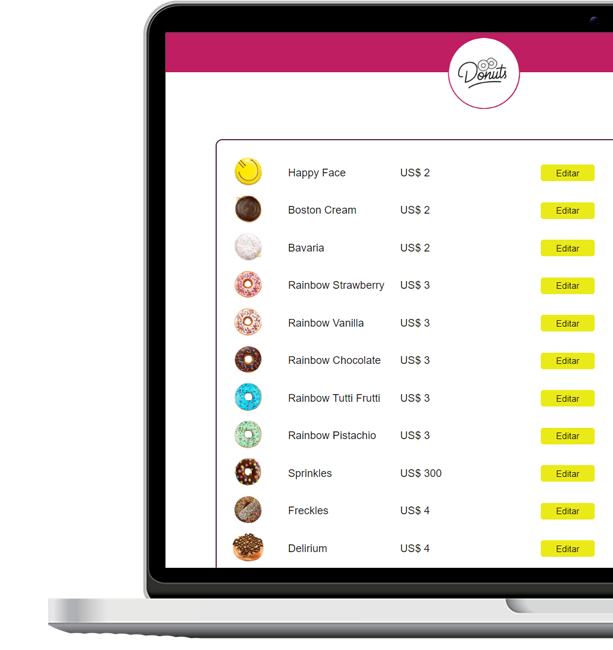 Donuts
Happy Face US$ 2 Editar
Boston Cream US$ 2 Editar
Bavaria US$ 2 Editar
Rainbow Strawberry US$ 3 Editar
Rainbow Vanilla US$ 3 Editar
Rainbow Chocolate US$ 3 Editar
Rainbow Tutti Frutti US$ 3 Editar
Rainbow Pistachio US$ 3 Editar
Sprinkles US$ 300 Editar
Freckles US$ 4 Editar
Delirium US$ 4 Editar